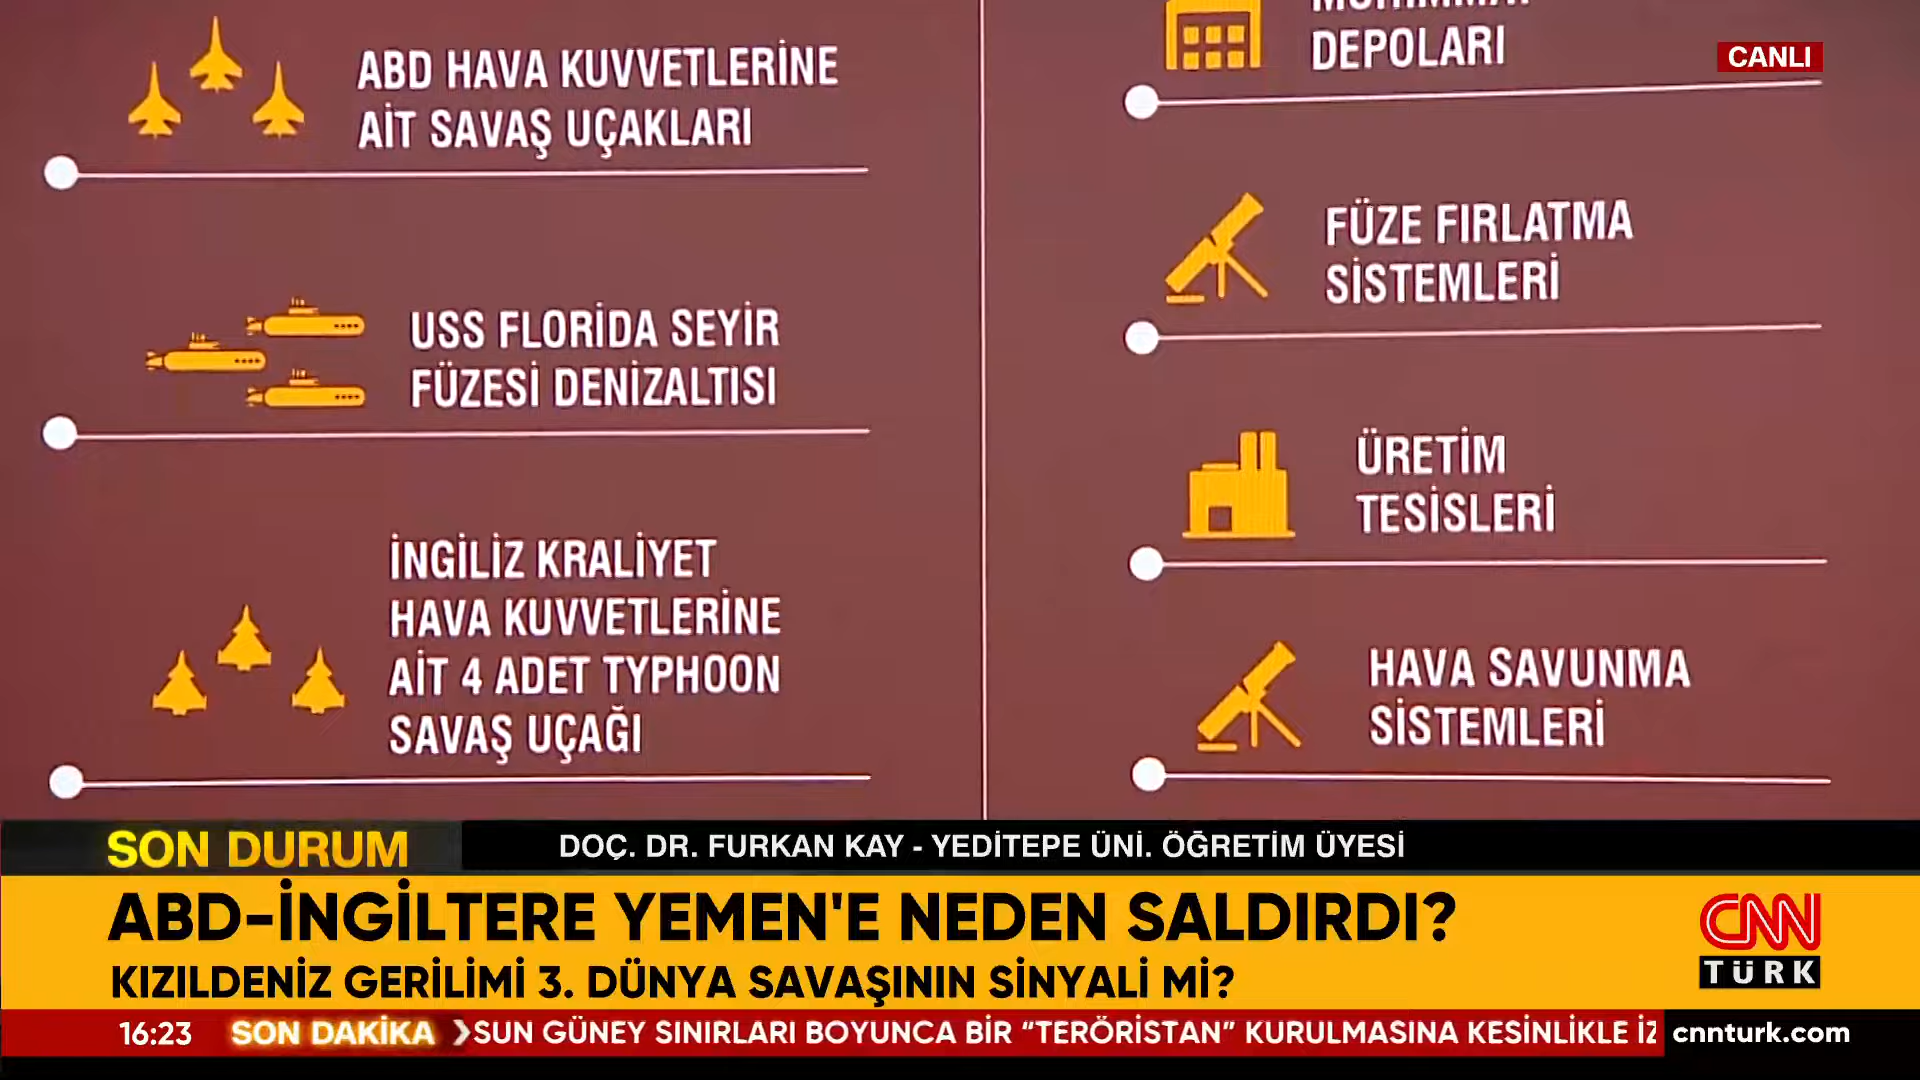 ABD HAVA KUVVETLERİNE
AİT SAVAŞ UÇAKLARI
USS FLORİDA SEYİR
FÜZESİ DENİZALTISI
İNGİLİZ KRALİYET
HAVA KUVVETLERİNE
AİT 4 ADET TYPHOON
SAVAŞ UÇAĞI
DEPOLARI
FÜZE FIRLATMA
SİSTEMLERİ
ÜRETİM
TESİSLERİ
HAVA SAVUNMA
SİSTEMLERİ
CANLI
SON DURUM
DOÇ. DR. FURKAN KAY - YEDİTEPE ÜNİ. ÖĞRETİM ÜYESİ
ABD-İNGİLTERE YEMEN'E NEDEN SALDIRDI?
KIZILDENİZ GERİLİMİ 3. DÜNYA SAVAŞININ SİNYALİ Mİ?
CNN
TÜRK
16:23 SON DAKİKA SUN GÜNEY SINIRLARI BOYUNCA BİR “TERÖRİSTAN” KURULMASINA KESİNLİKLE İZ cnnturk.com